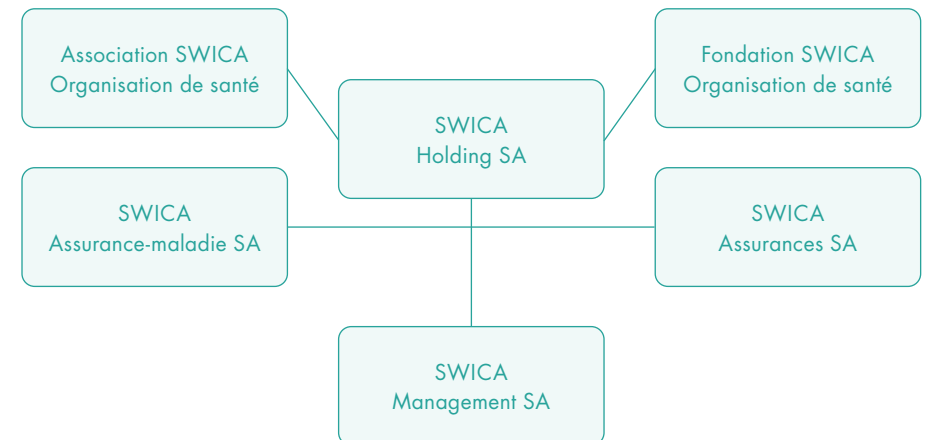 Association SWICA
Organisation de santé
Fondation SWICA
Organisation de santé
SWICA
Holding SA
SWICA
Assurance-maladie SA
SWICA
Assurances SA
SWICA
Management SA